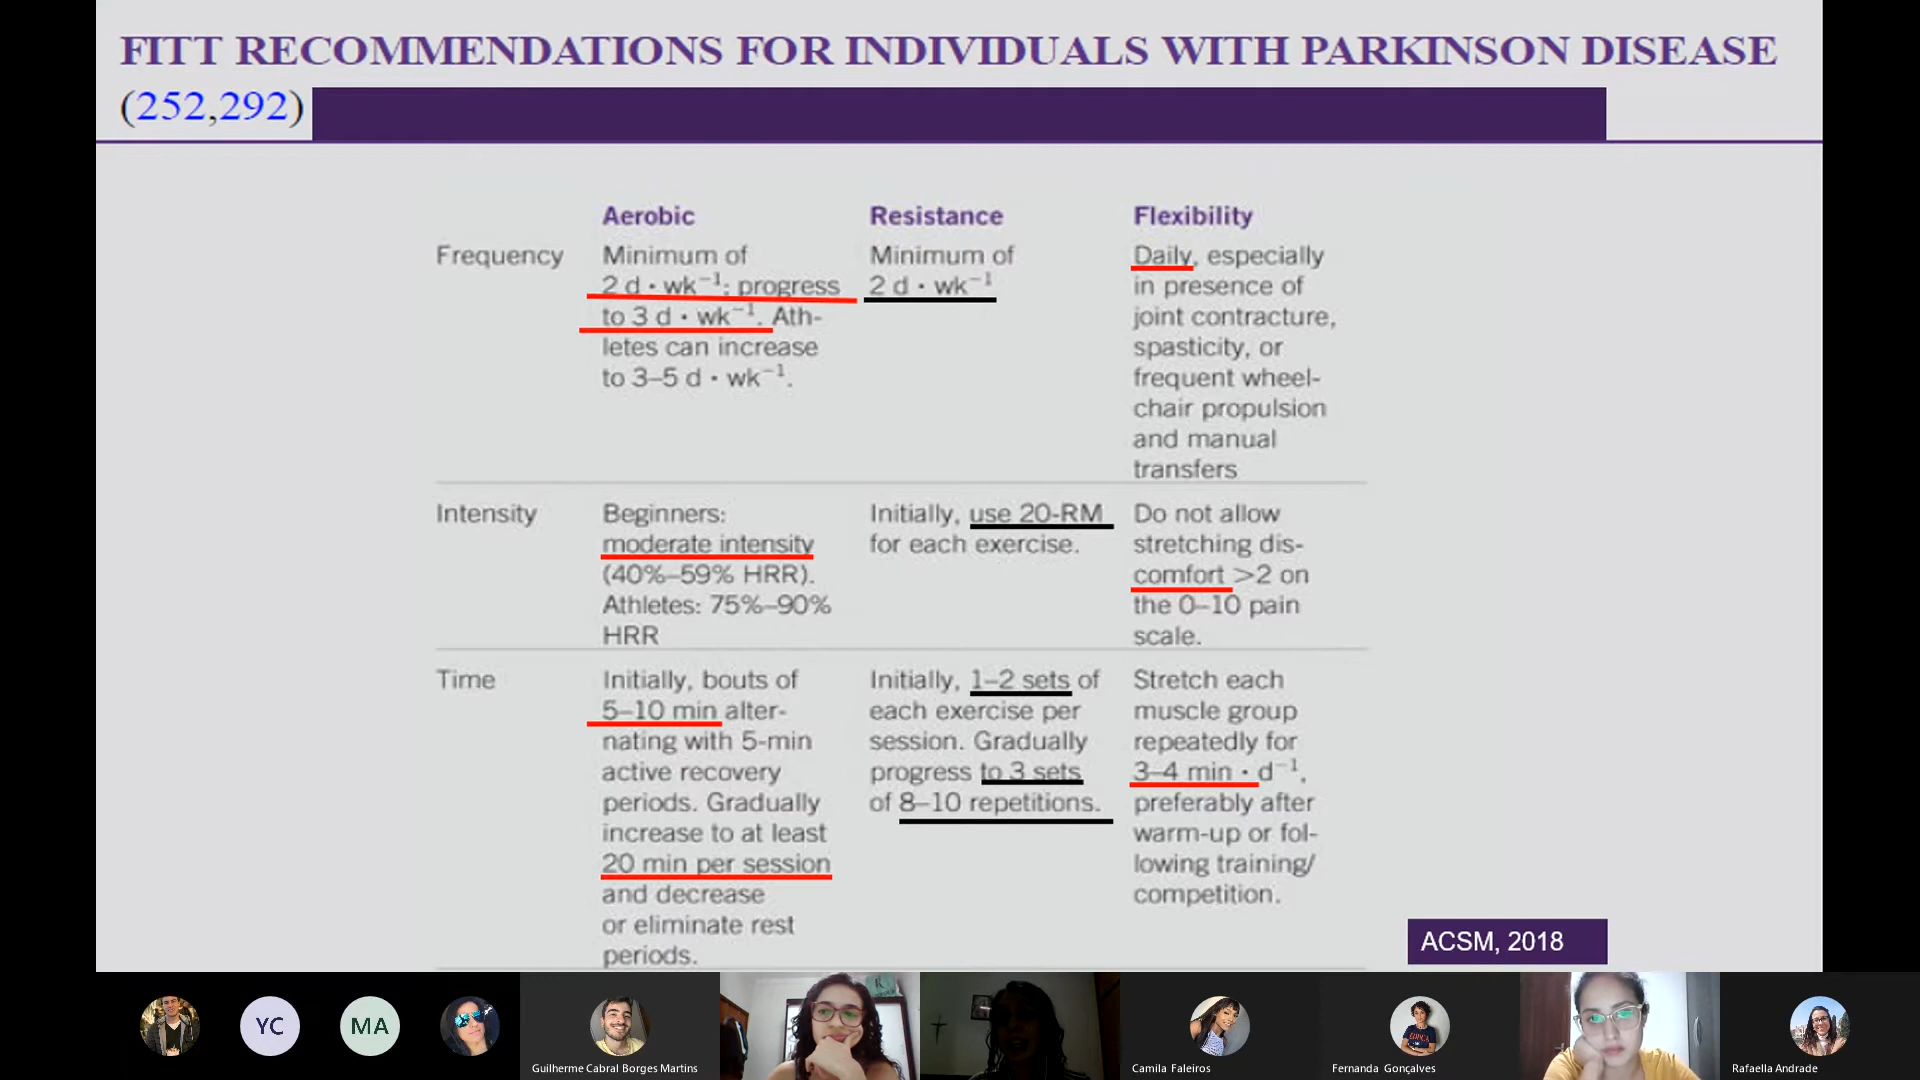 FITT RECOMMENDATIONS FOR INDIVIDUALS WITH PARKINSON DISEASE
(252,292)
Aerobic Resistance Flexibility
Frequency
Minimum of
2 d · wk⁻¹; progress
to 3 d · wk⁻¹. Ath-
letes can increase
to 3–5 d · wk⁻¹.
Minimum of
2 d · wk⁻¹
Daily, especially
in presence of
joint contracture,
spasticity, or
frequent wheel-
chair propulsion
and manual
transfers
Intensity
Beginners:
moderate intensity
(40%–59% HRR).
Athletes: 75%–90%
HRR
Initially, use 20-RM
for each exercise.
Do not allow
stretching dis-
comfort >2 on
the 0–10 pain
scale.
Time
Initially, bouts of
5–10 min alter-
nating with 5-min
active recovery
periods. Gradually
increase to at least
20 min per session
and decrease
or eliminate rest
periods.
Initially, 1–2 sets of
each exercise per
session. Gradually
progress to 3 sets
of 8–10 repetitions.
Stretch each
muscle group
repeatedly for
3–4 min · d⁻¹,
preferably after
warm-up or fol-
lowing training/
competition.
ACSM, 2018
YC
MA
Guilherme Cabral Borges Martins
Camila Faleiros
Fernanda Gonçalves
Rafaella Andrade